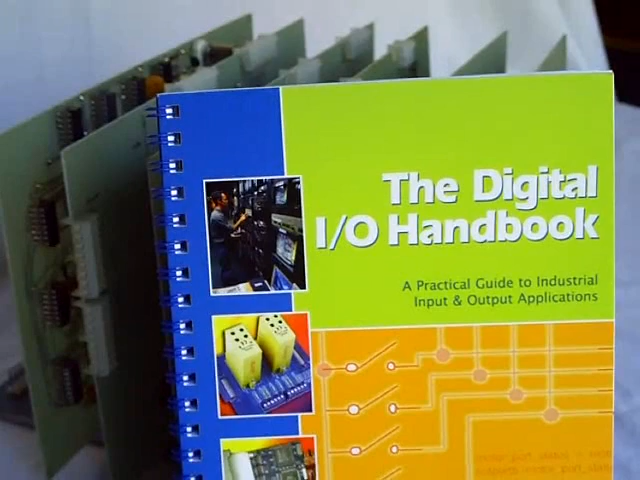 The Digital
I/O Handbook
A Practical Guide to Industrial
Input & Output Applications